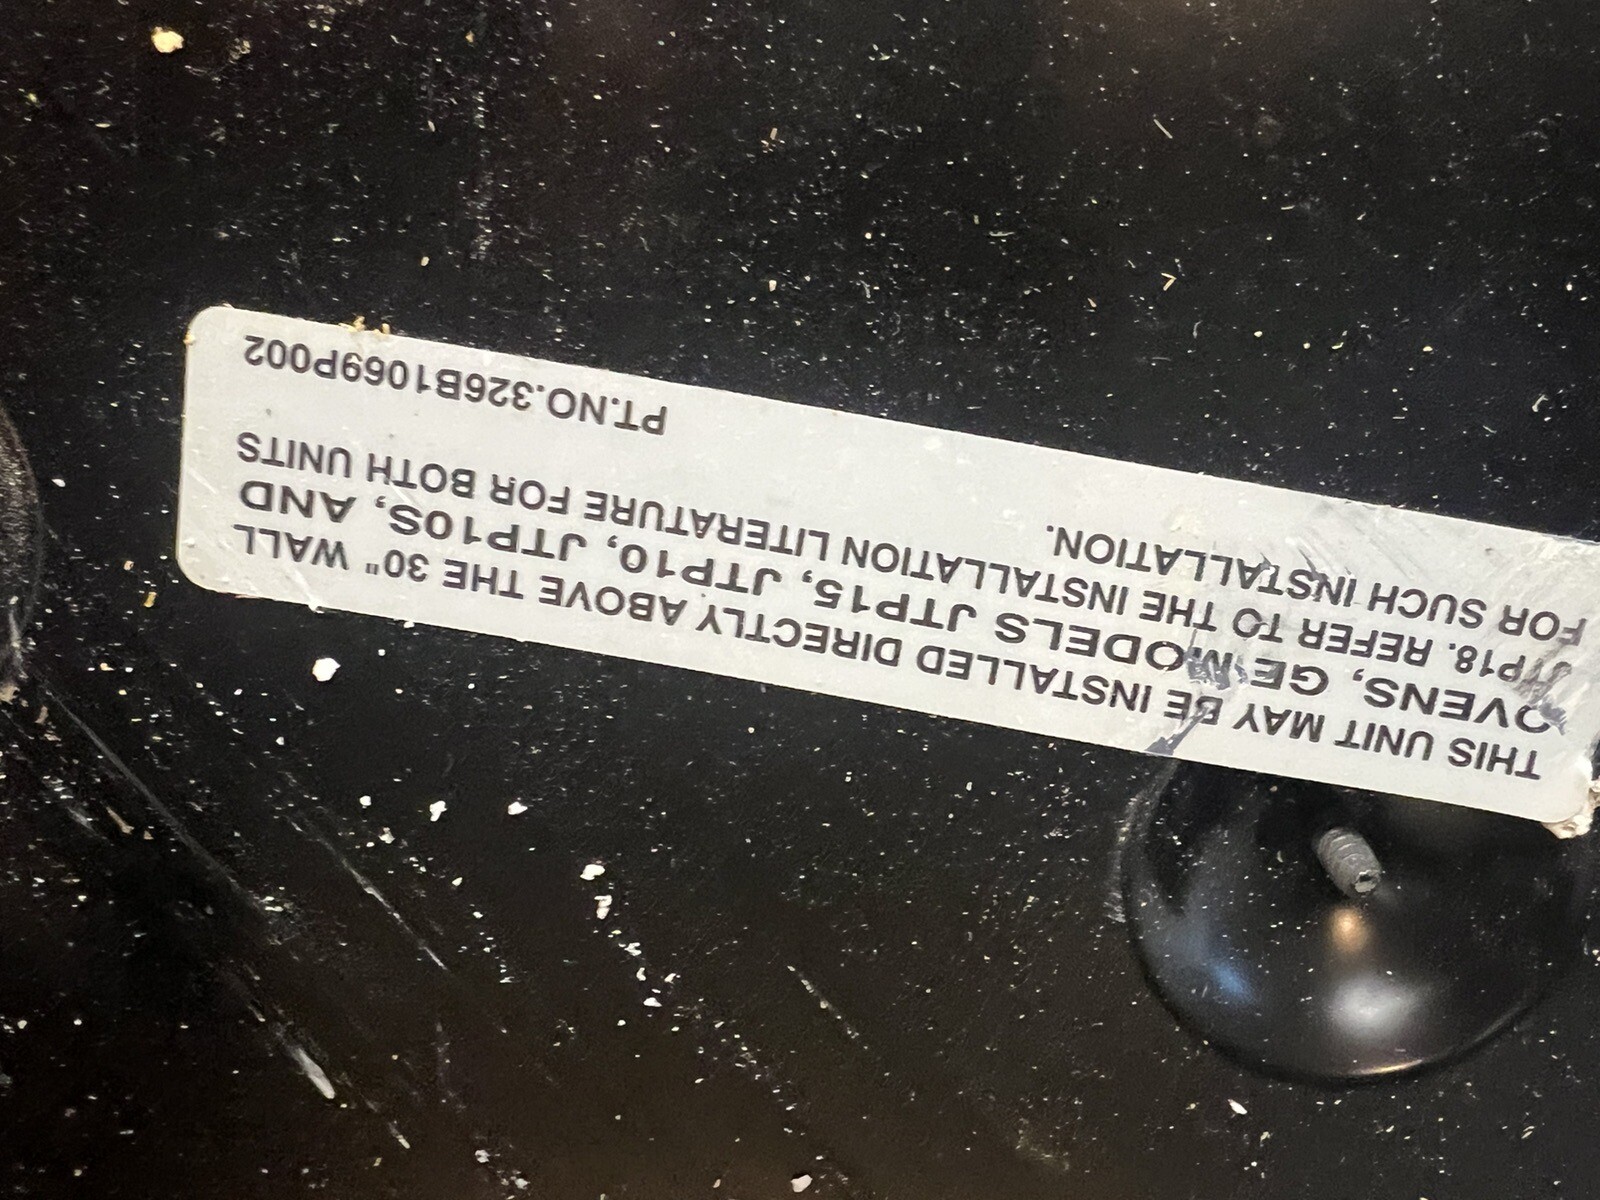 THIS UNIT MAY BE INSTALLED DIRECTLY ABOVE THE 30" WALL
OVENS, GE MODELS JTP15, JTP10, JTP10S, AND
JTP18. REFER TO THE INSTALLATION LITERATURE FOR BOTH UNITS
FOR SUCH INSTALLATION.
PT.NO.326B1069P002